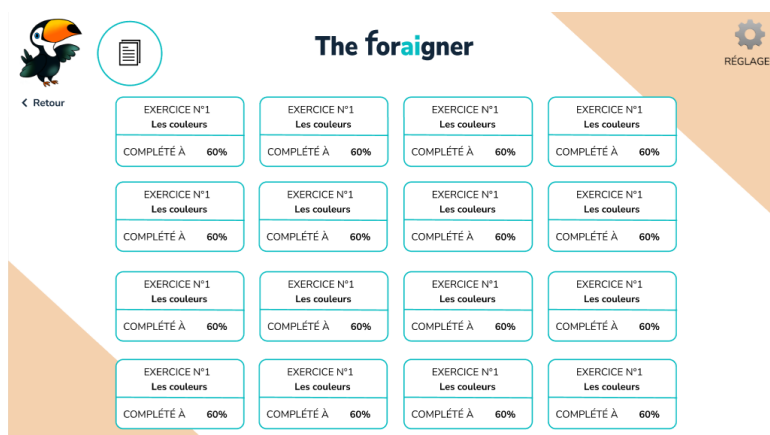 The foraigner
RÉGLAGE
Retour
EXERCICE N°1 EXERCICE N°1 EXERCICE N°1 EXERCICE N°1
Les couleurs Les couleurs Les couleurs Les couleurs
COMPLÉTÉ À 60% COMPLÉTÉ À 60% COMPLÉTÉ À 60% COMPLÉTÉ À 60%
EXERCICE N°1 EXERCICE N°1 EXERCICE N°1 EXERCICE N°1
Les couleurs Les couleurs Les couleurs Les couleurs
COMPLÉTÉ À 60% COMPLÉTÉ À 60% COMPLÉTÉ À 60% COMPLÉTÉ À 60%
EXERCICE N°1 EXERCICE N°1 EXERCICE N°1 EXERCICE N°1
Les couleurs Les couleurs Les couleurs Les couleurs
COMPLÉTÉ À 60% COMPLÉTÉ À 60% COMPLÉTÉ À 60% COMPLÉTÉ À 60%
EXERCICE N°1 EXERCICE N°1 EXERCICE N°1 EXERCICE N°1
Les couleurs Les couleurs Les couleurs Les couleurs
COMPLÉTÉ À 60% COMPLÉTÉ À 60% COMPLÉTÉ À 60% COMPLÉTÉ À 60%